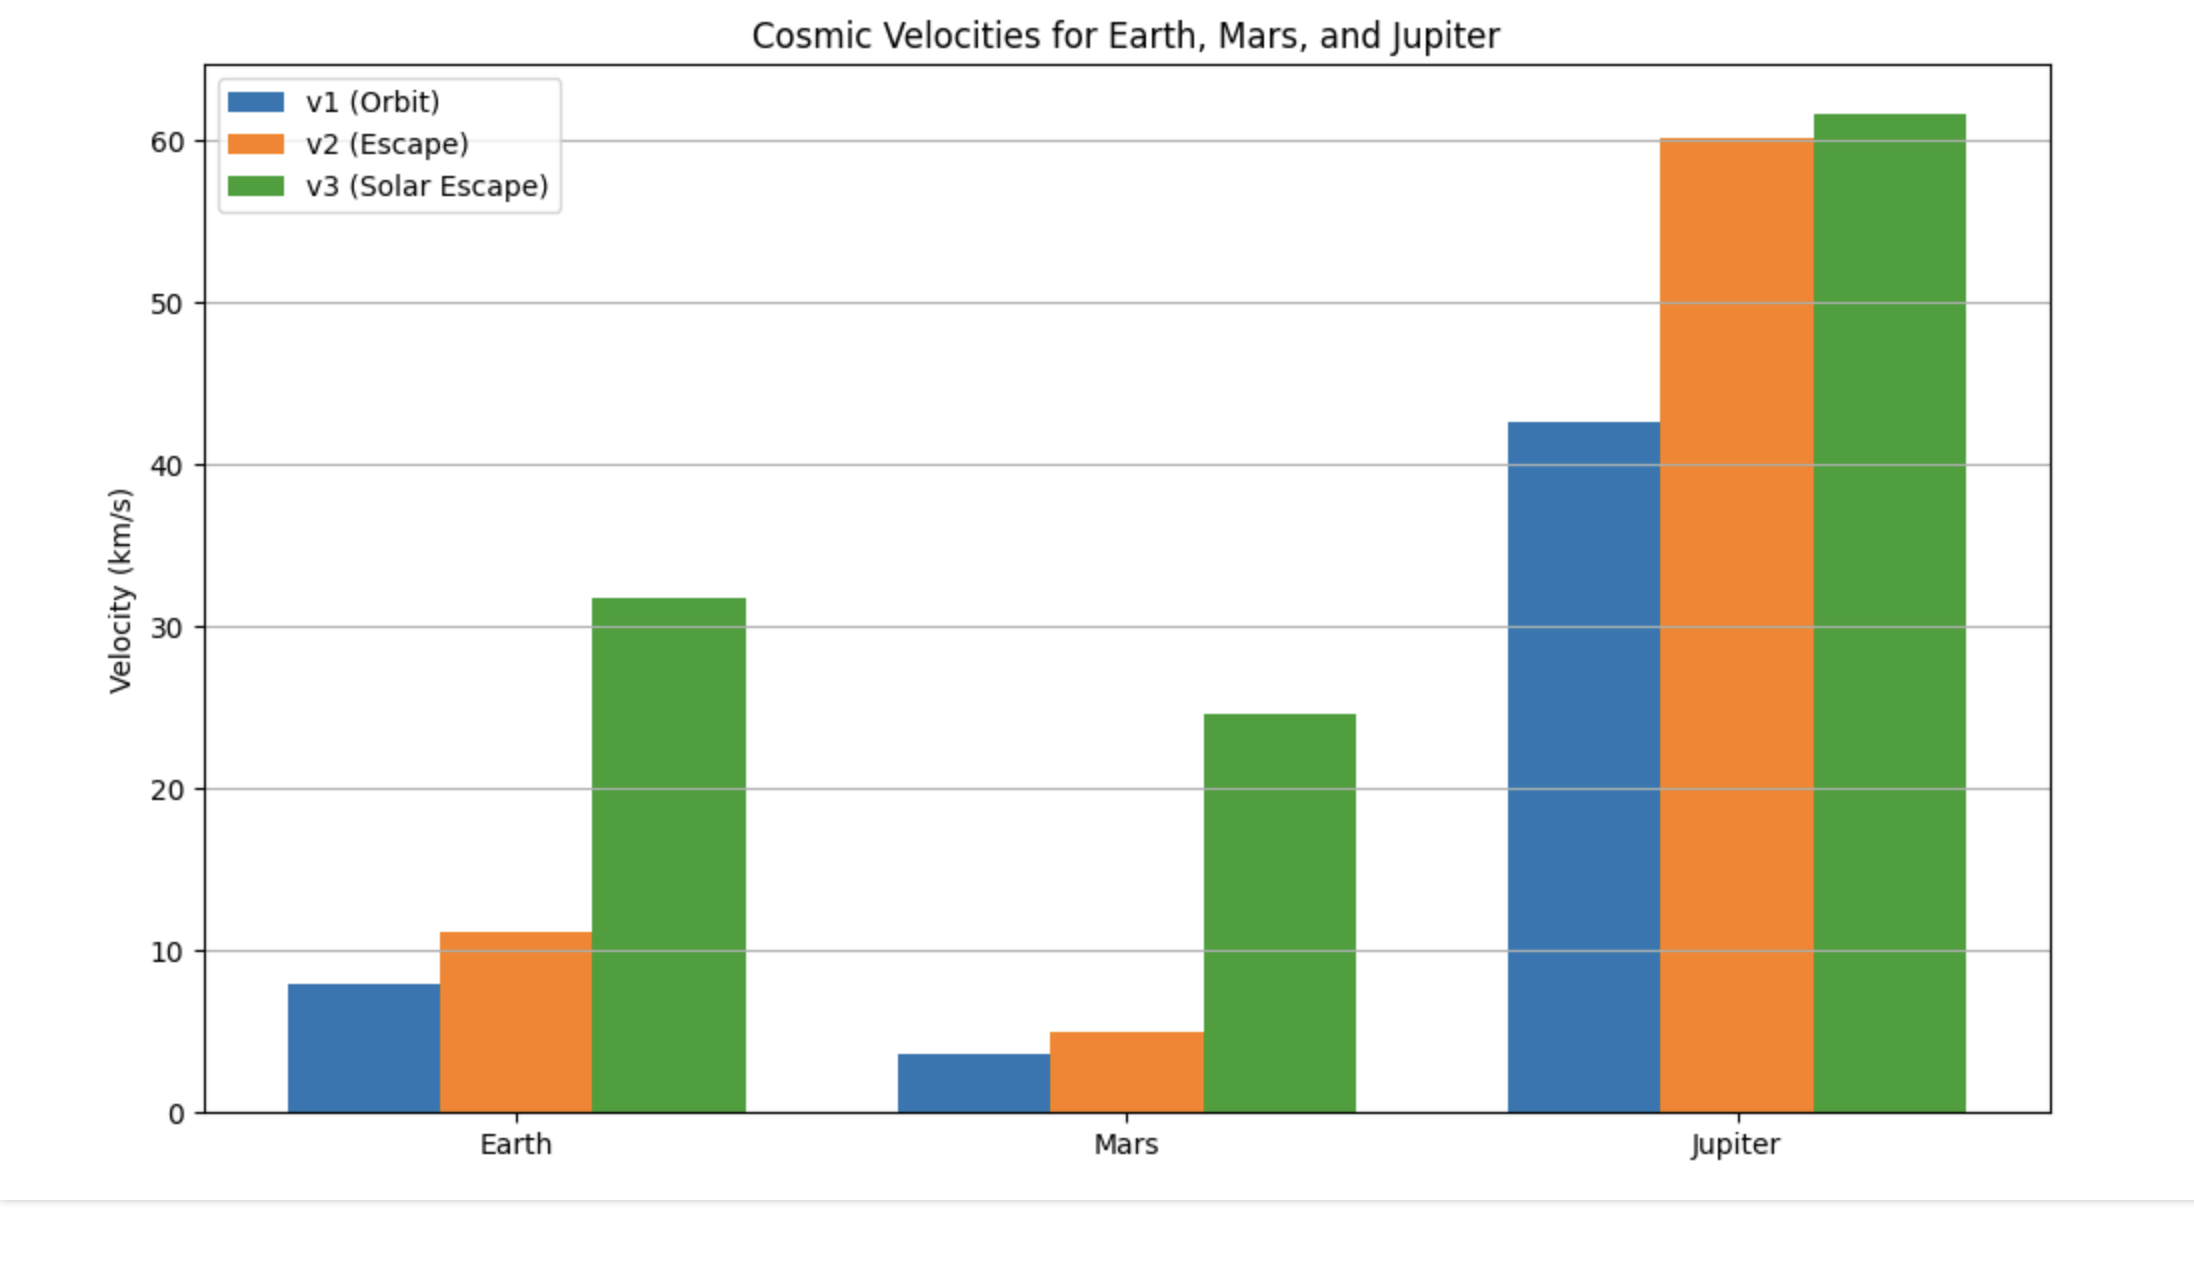 Cosmic Velocities for Earth, Mars, and Jupiter
v1 (Orbit)
v2 (Escape)
v3 (Solar Escape)
60
50
40
30
20
10
0
Velocity (km/s)
Earth Mars Jupiter